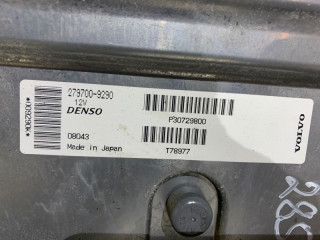 279700-9290
12V
DENSO
P30729800
08043
Made in Japan
T78977
VOLVO